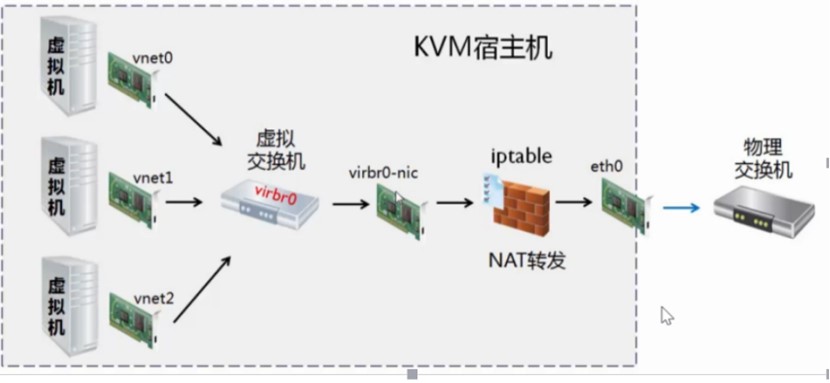 KVM宿主机
虚拟机
vnet0
虚拟机
vnet1
虚拟机
vnet2
虚拟
交换机
virbr0
virbr0-nic
iptable
NAT转发
eth0
物理
交换机